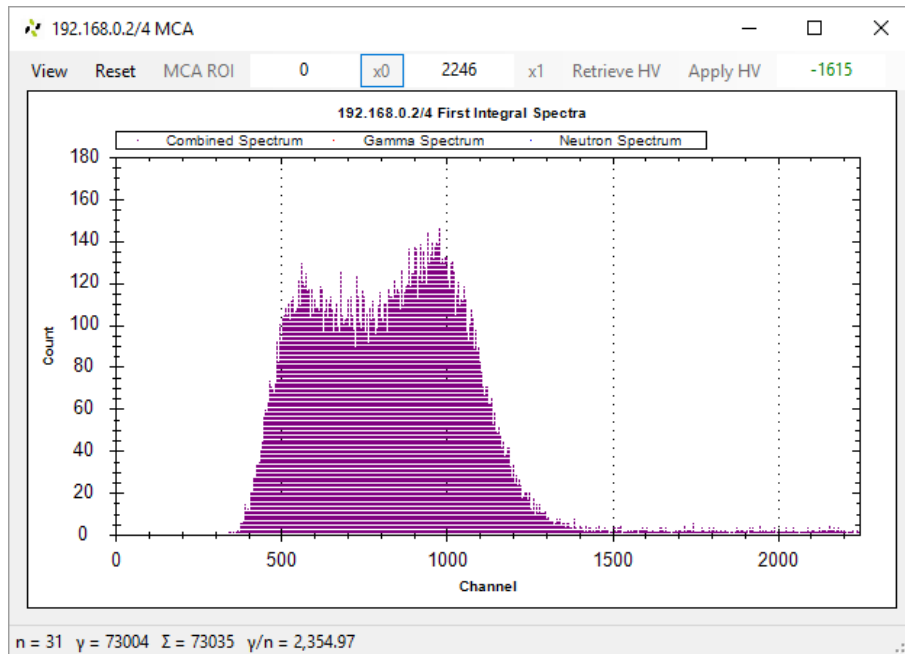 192.168.0.2/4 MCA
View Reset MCA ROI 0 x0 2246 x1 Retrieve HV Apply HV -1615
192.168.0.2/4 First Integral Spectra
Combined Spectrum Gamma Spectrum Neutron Spectrum
180
160
140
120
100
80
60
40
20
0
Count
0 500 1000 1500 2000
Channel
n = 31 γ = 73004 Σ = 73035 γ/n = 2,354.97